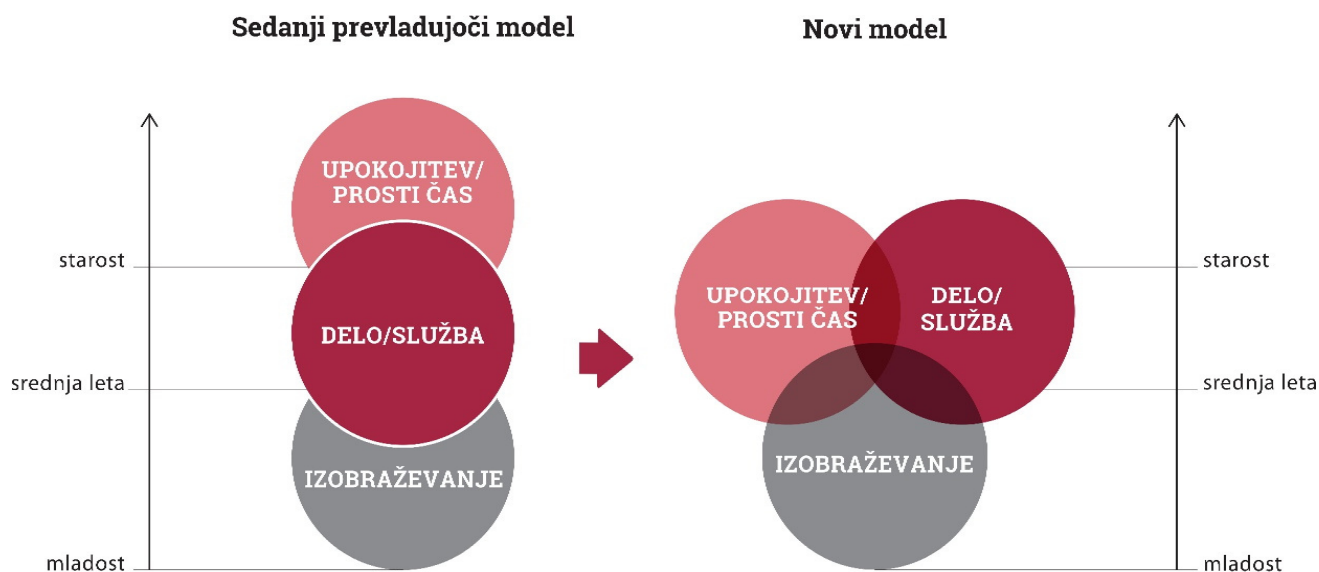 Sedanji prevladujoči model
UPOKOJITEV/
PROSTI ČAS
starost
DELO/SLUŽBA
srednja leta
IZOBRAŽEVANJE
mladost
Novi model
UPOKOJITEV/
PROSTI ČAS
DELO/
SLUŽBA
IZOBRAŽEVANJE
starost
srednja leta
mladost